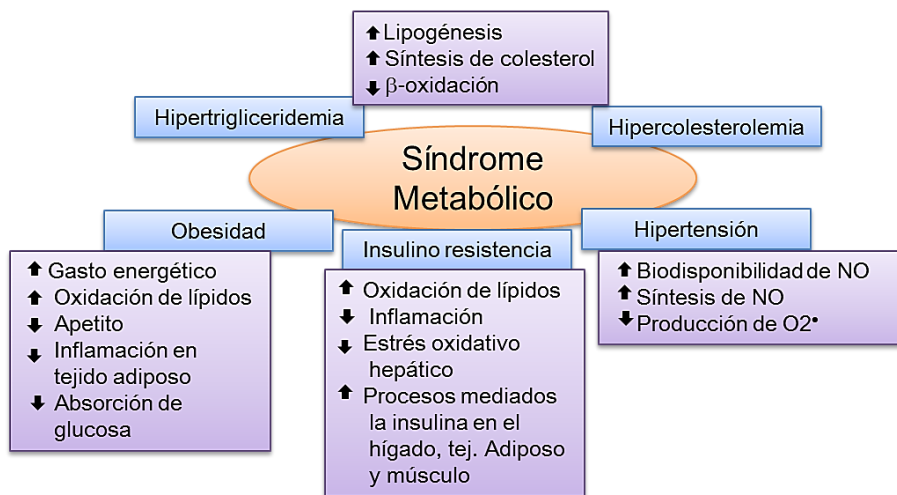 ↑ Lipogénesis
↑ Síntesis de colesterol
↓ β-oxidación
Hipertrigliceridemia
Hipercolesterolemia
Síndrome
Metabólico
Obesidad
↑ Gasto energético
↑ Oxidación de lípidos
↓ Apetito
↓ Inflamación en
tejido adiposo
↓ Absorción de
glucosa
Insulino resistencia
↑ Oxidación de lípidos
↓ Inflamación
↓ Estrés oxidativo
hepático
↑ Procesos mediados
la insulina en el
hígado, tej. Adiposo
y músculo
Hipertensión
↑ Biodisponibilidad de NO
↑ Síntesis de NO
↓ Producción de O2•